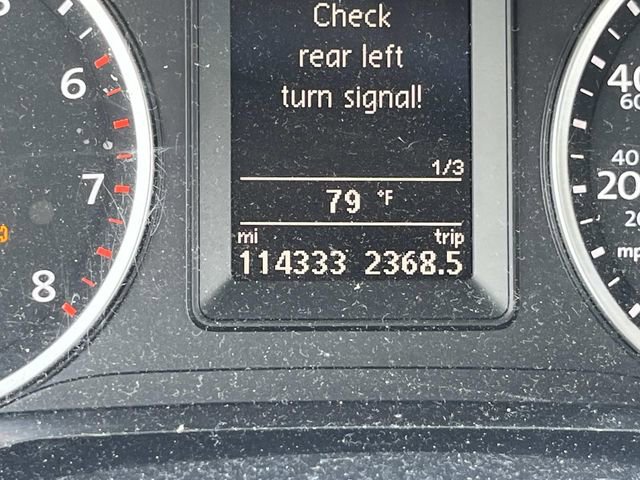 Check
rear left
turn signal!
1/3
79 °F
mi trip
114333 2368.5
6
7
8
40
60
40
20
20